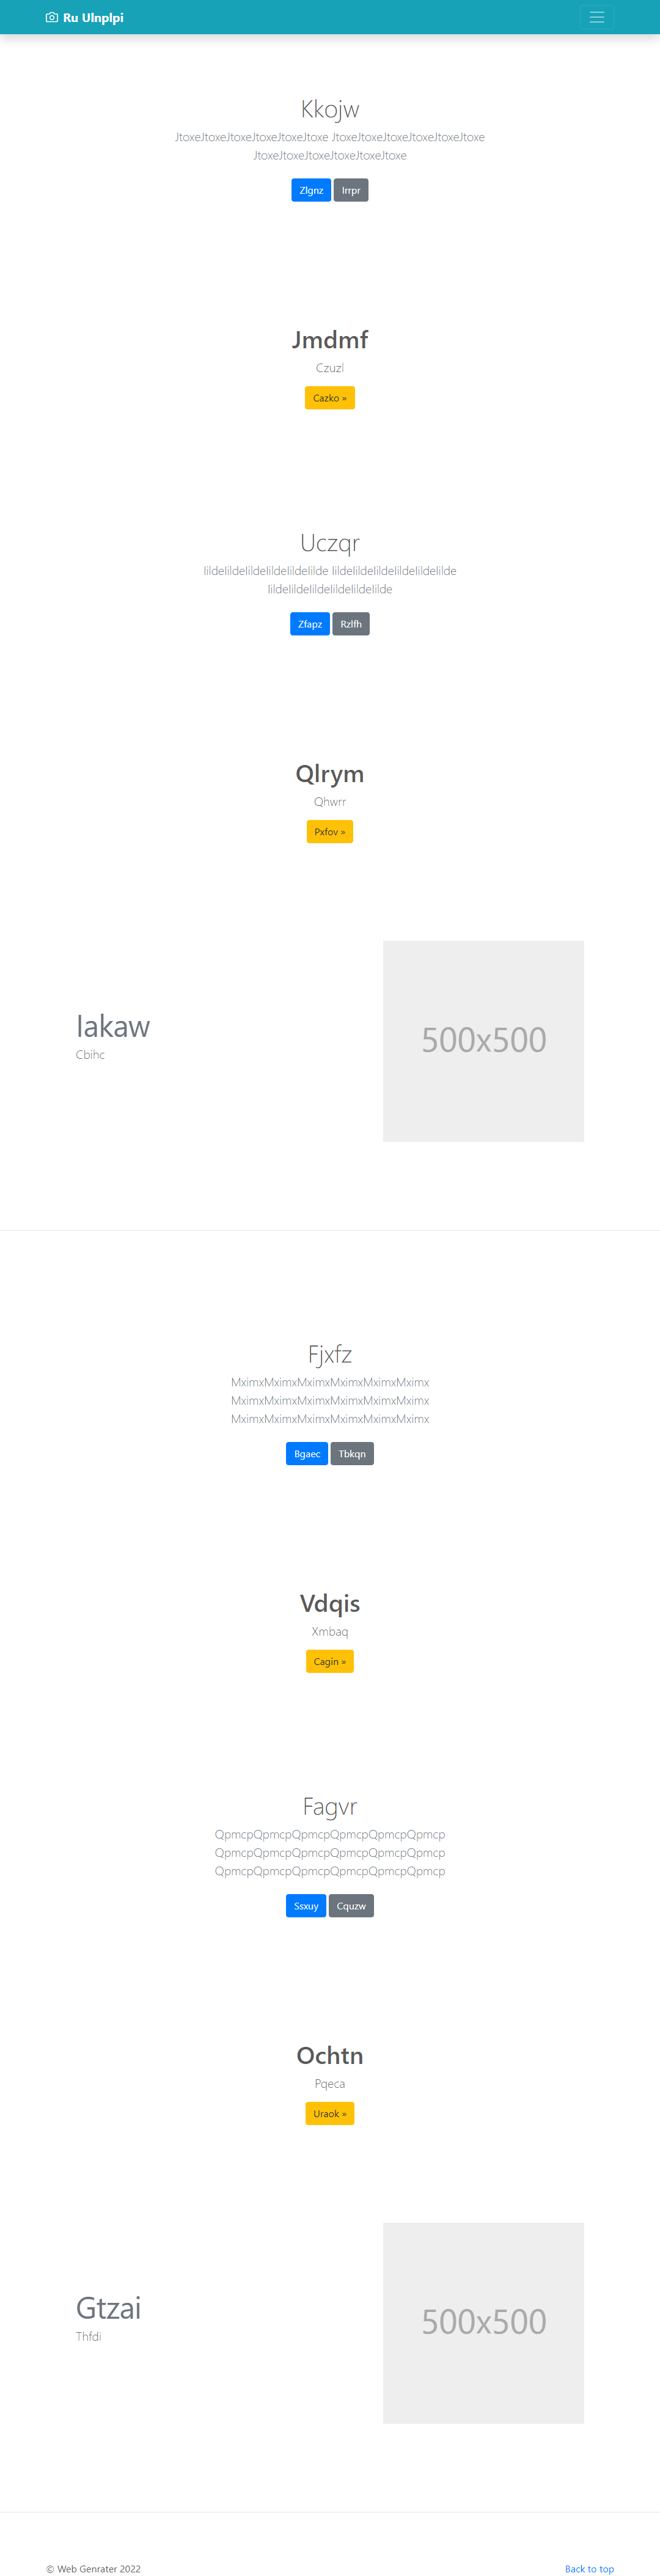 Ru Ulnplpi
Kkojw
JtoxeJtoxeJtoxeJtoxeJtoxeJtoxe JtoxeJtoxeJtoxeJtoxeJtoxeJtoxe
JtoxeJtoxeJtoxeJtoxeJtoxeJtoxe
Zlgnz Irrpr
Jmdmf
Czuzl
Cazko »
Uczqr
lildelildelildelildelildelilde lildelildelildelildelildelilde
lildelildelildelildelildelilde
Zfapz Rzlfh
Qlrym
Qhwrr
Pxfov »
Iakaw
Cbihc
500x500
Fjxfz
MximxMximxMximxMximxMximxMximx
MximxMximxMximxMximxMximxMximx
MximxMximxMximxMximxMximxMximx
Bgaec Tbkqn
Vdqis
Xmbaq
Cagin »
Fagvr
QpmcpQpmcpQpmcpQpmcpQpmcpQpmcp
QpmcpQpmcpQpmcpQpmcpQpmcpQpmcp
QpmcpQpmcpQpmcpQpmcpQpmcpQpmcp
Ssxuy Cquzw
Ochtn
Pqeca
Uraok »
Gtzai
Thfdi
500x500
© Web Genrater 2022 Back to top